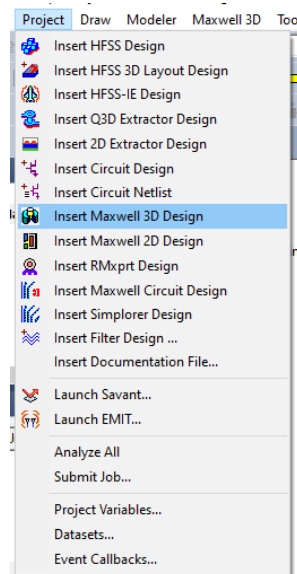 Project Draw Modeler Maxwell 3D Too
Insert HFSS Design
Insert HFSS 3D Layout Design
Insert HFSS-IE Design
Insert Q3D Extractor Design
Insert 2D Extractor Design
Insert Circuit Design
Insert Circuit Netlist
Insert Maxwell 3D Design
Insert Maxwell 2D Design
Insert RMxprt Design
Insert Maxwell Circuit Design
Insert Simplorer Design
Insert Filter Design ...
Insert Documentation File...
Launch Savant...
Launch EMIT...
Analyze All
Submit Job...
Project Variables...
Datasets...
Event Callbacks...